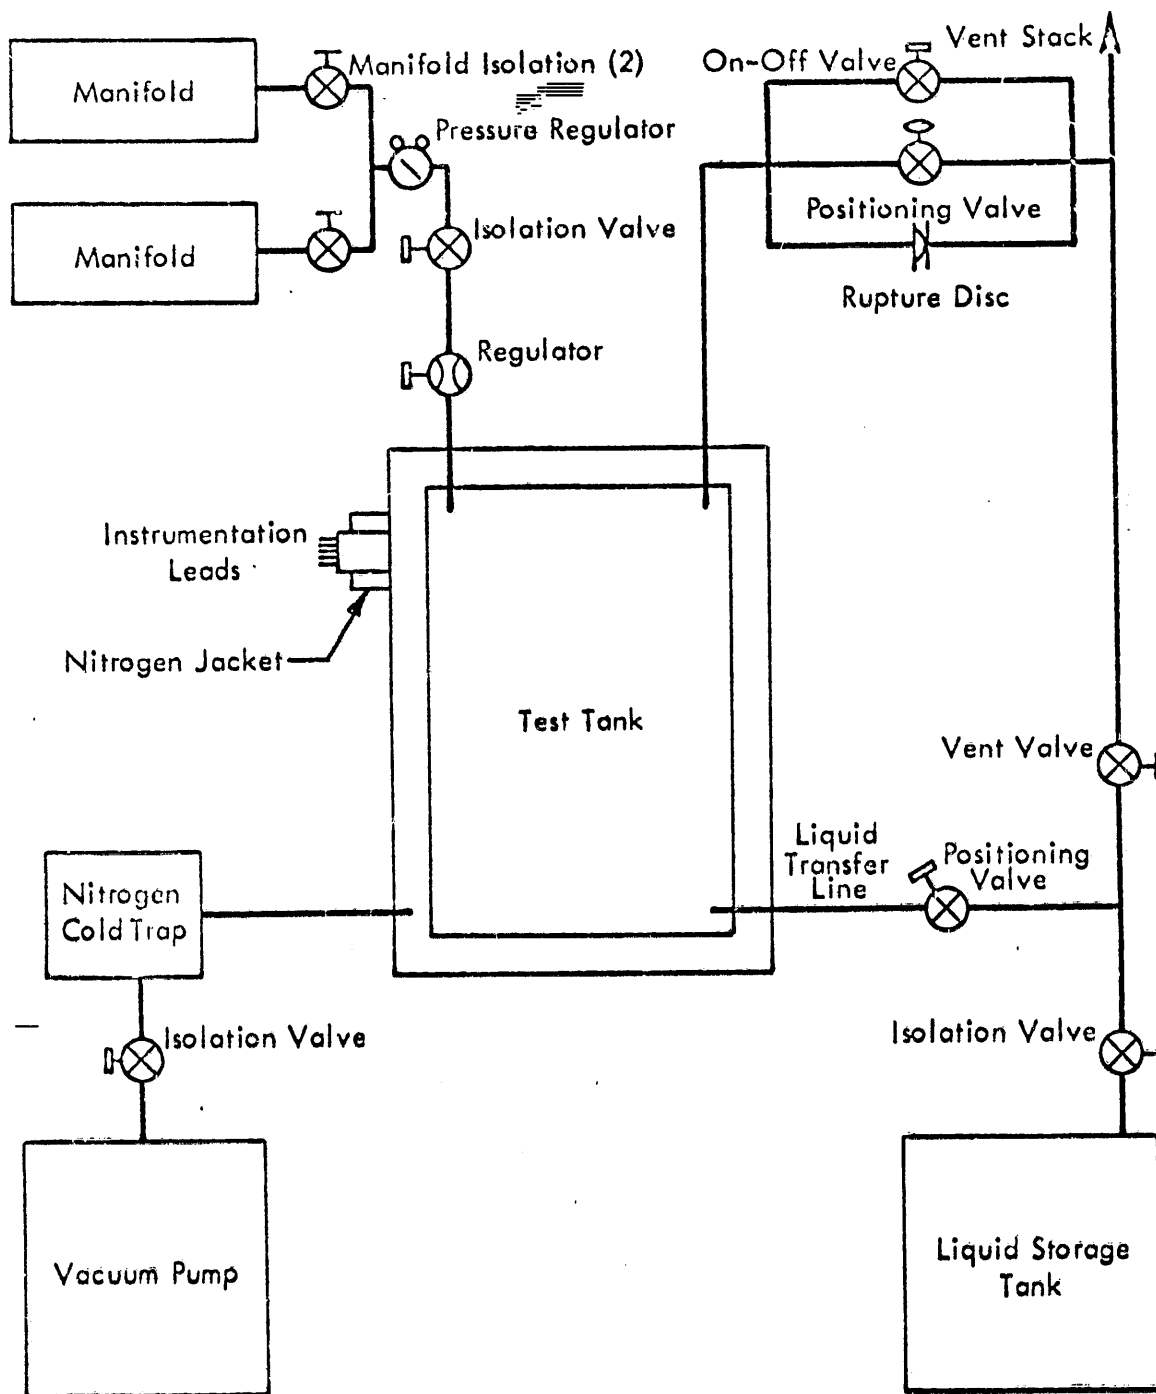 Vent Stack
On-Off Valve
Manifold Isolation (2)
Manifold
Pressure Regulator
Positioning Valve
Isolation Valve
Manifold
Rupture Disc
Regulator
Instrumentation
Leads
Nitrogen Jacket
Test Tank
Vent Valve
Liquid
Transfer
Line
Positioning
Valve
Nitrogen
Cold Trap
Isolation Valve
Isolation Valve
Vacuum Pump
Liquid Storage
Tank